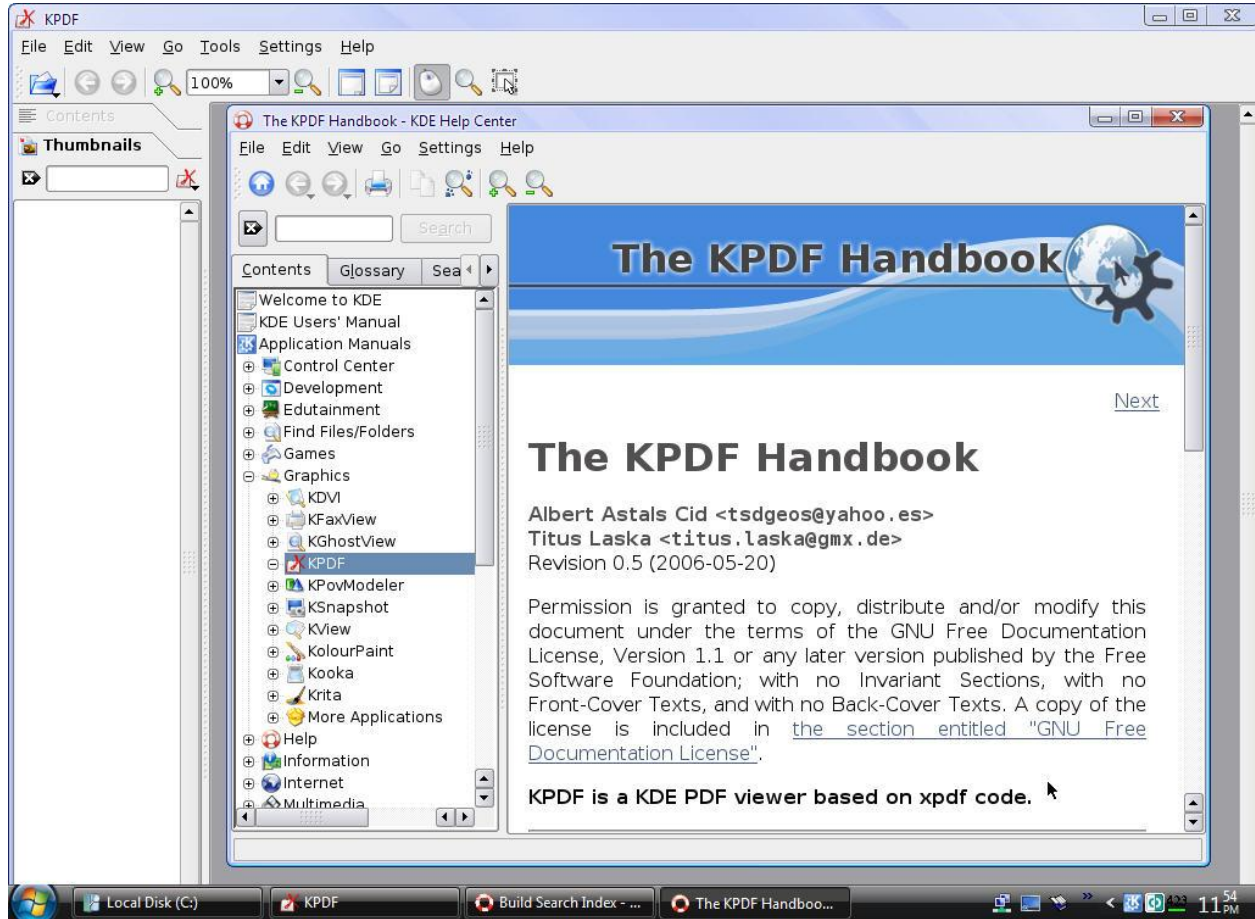 KPDF
File Edit View Go Tools Settings Help
100%
Contents
Thumbnails
The KPDF Handbook - KDE Help Center
File Edit View Go Settings Help
Search
Contents Glossary Sea
Welcome to KDE
KDE Users' Manual
Application Manuals
Control Center
Development
Edutainment
Find Files/Folders
Games
Graphics
KDVI
KFaxView
KGhostView
KPDF
KPovModeler
KSnapshot
KView
KolourPaint
Kooka
Krita
More Applications
Help
Information
Internet
Multimedia
The KPDF Handbook
Next
The KPDF Handbook
Albert Astals Cid <tsdgeos@yahoo.es>
Titus Laska <titus.laska@gmx.de>
Revision 0.5 (2006-05-20)
Permission is granted to copy, distribute and/or modify this
document under the terms of the GNU Free Documentation
License, Version 1.1 or any later version published by the Free
Software Foundation; with no Invariant Sections, with no
Front-Cover Texts, and with no Back-Cover Texts. A copy of the
license is included in the section entitled "GNU Free
Documentation License".
KPDF is a KDE PDF viewer based on xpdf code.
Local Disk (C:)
KPDF
Build Search Index - ...
The KPDF Handboo...
11 54 PM